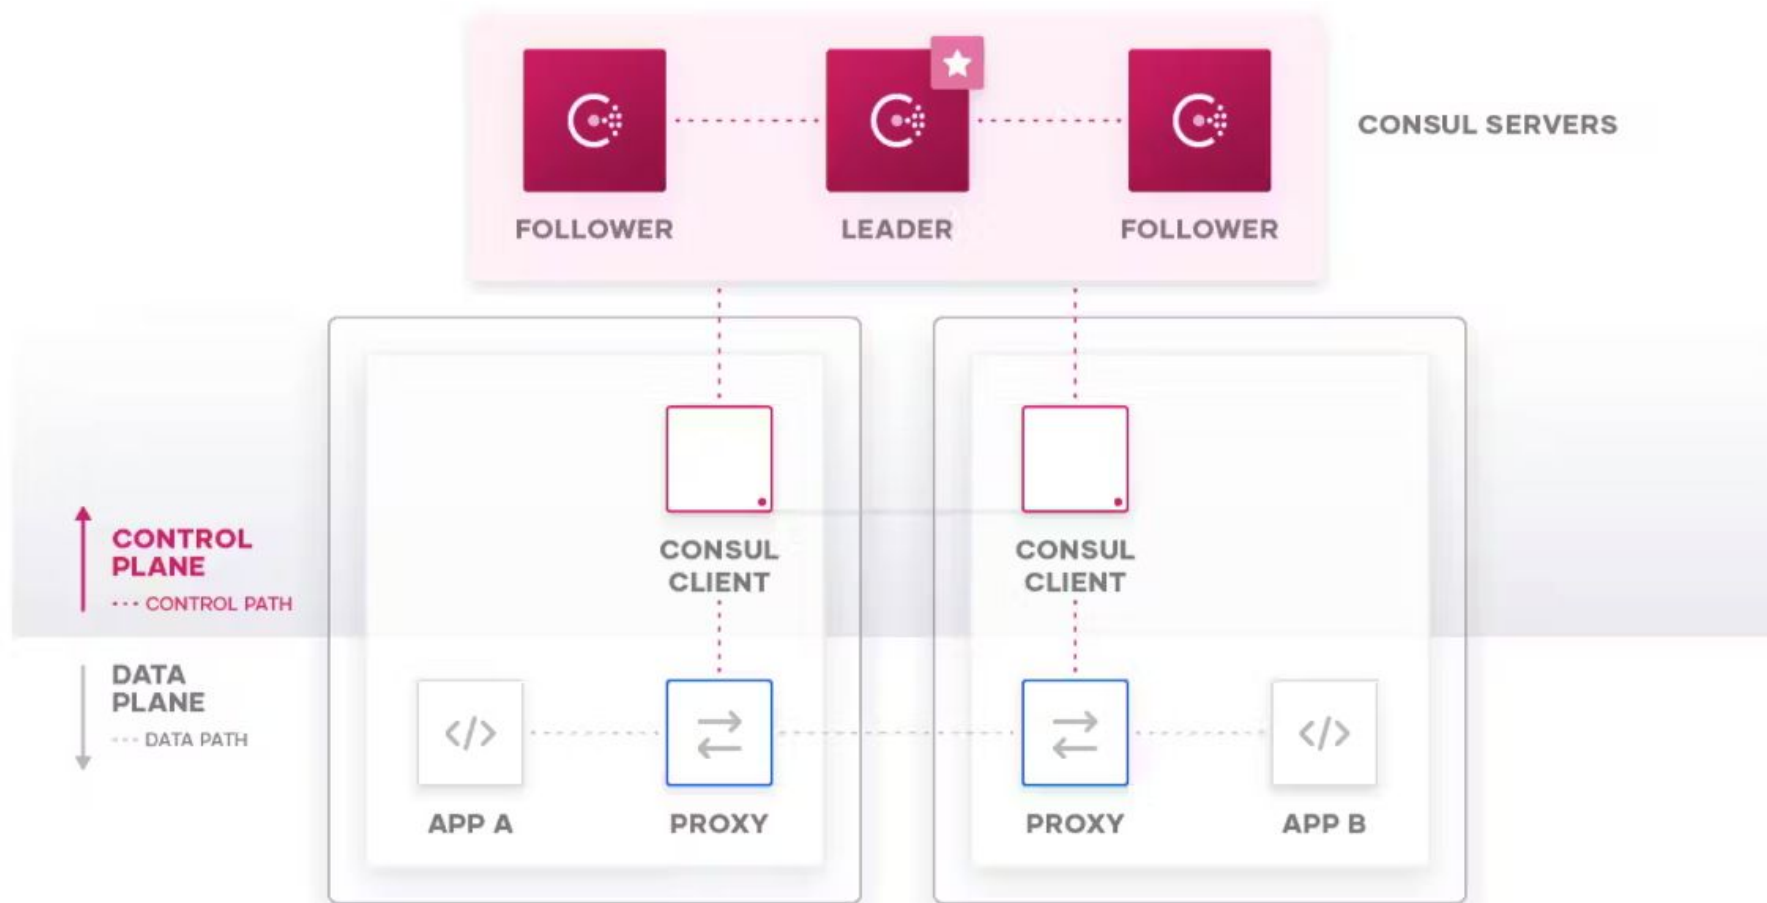 CONSUL SERVERS
FOLLOWER
LEADER
FOLLOWER
CONTROL
PLANE
CONTROL PATH
CONSUL
CLIENT
CONSUL
CLIENT
DATA
PLANE
DATA PATH
</>
</>
APP A
PROXY
PROXY
APP B